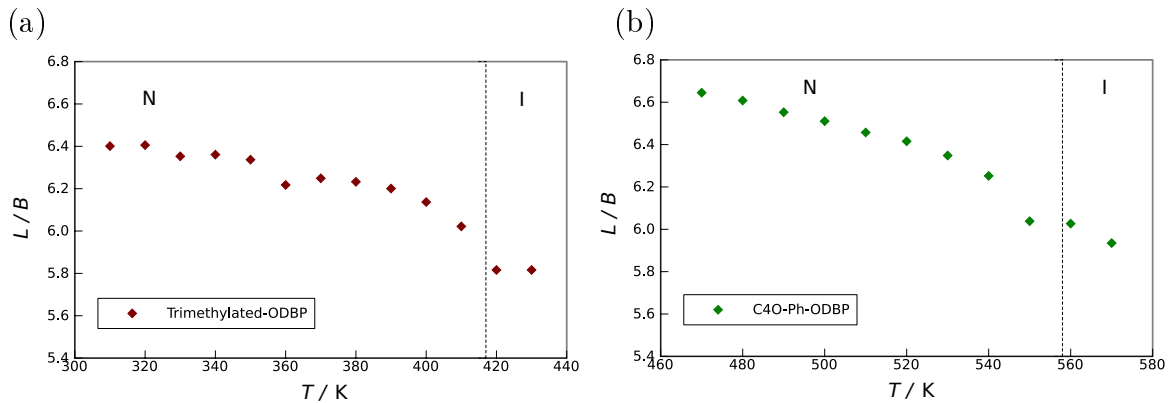 (a)
6.8
6.6
6.4
6.2
6.0
5.8
5.6
5.4
L / B
N
I
Trimethylated-ODBP
300 320 340 360 380 400 420 440
T / K
(b)
6.8
6.6
6.4
6.2
6.0
5.8
5.6
5.4
L / B
N
I
C4O-Ph-ODBP
460 480 500 520 540 560 580
T / K